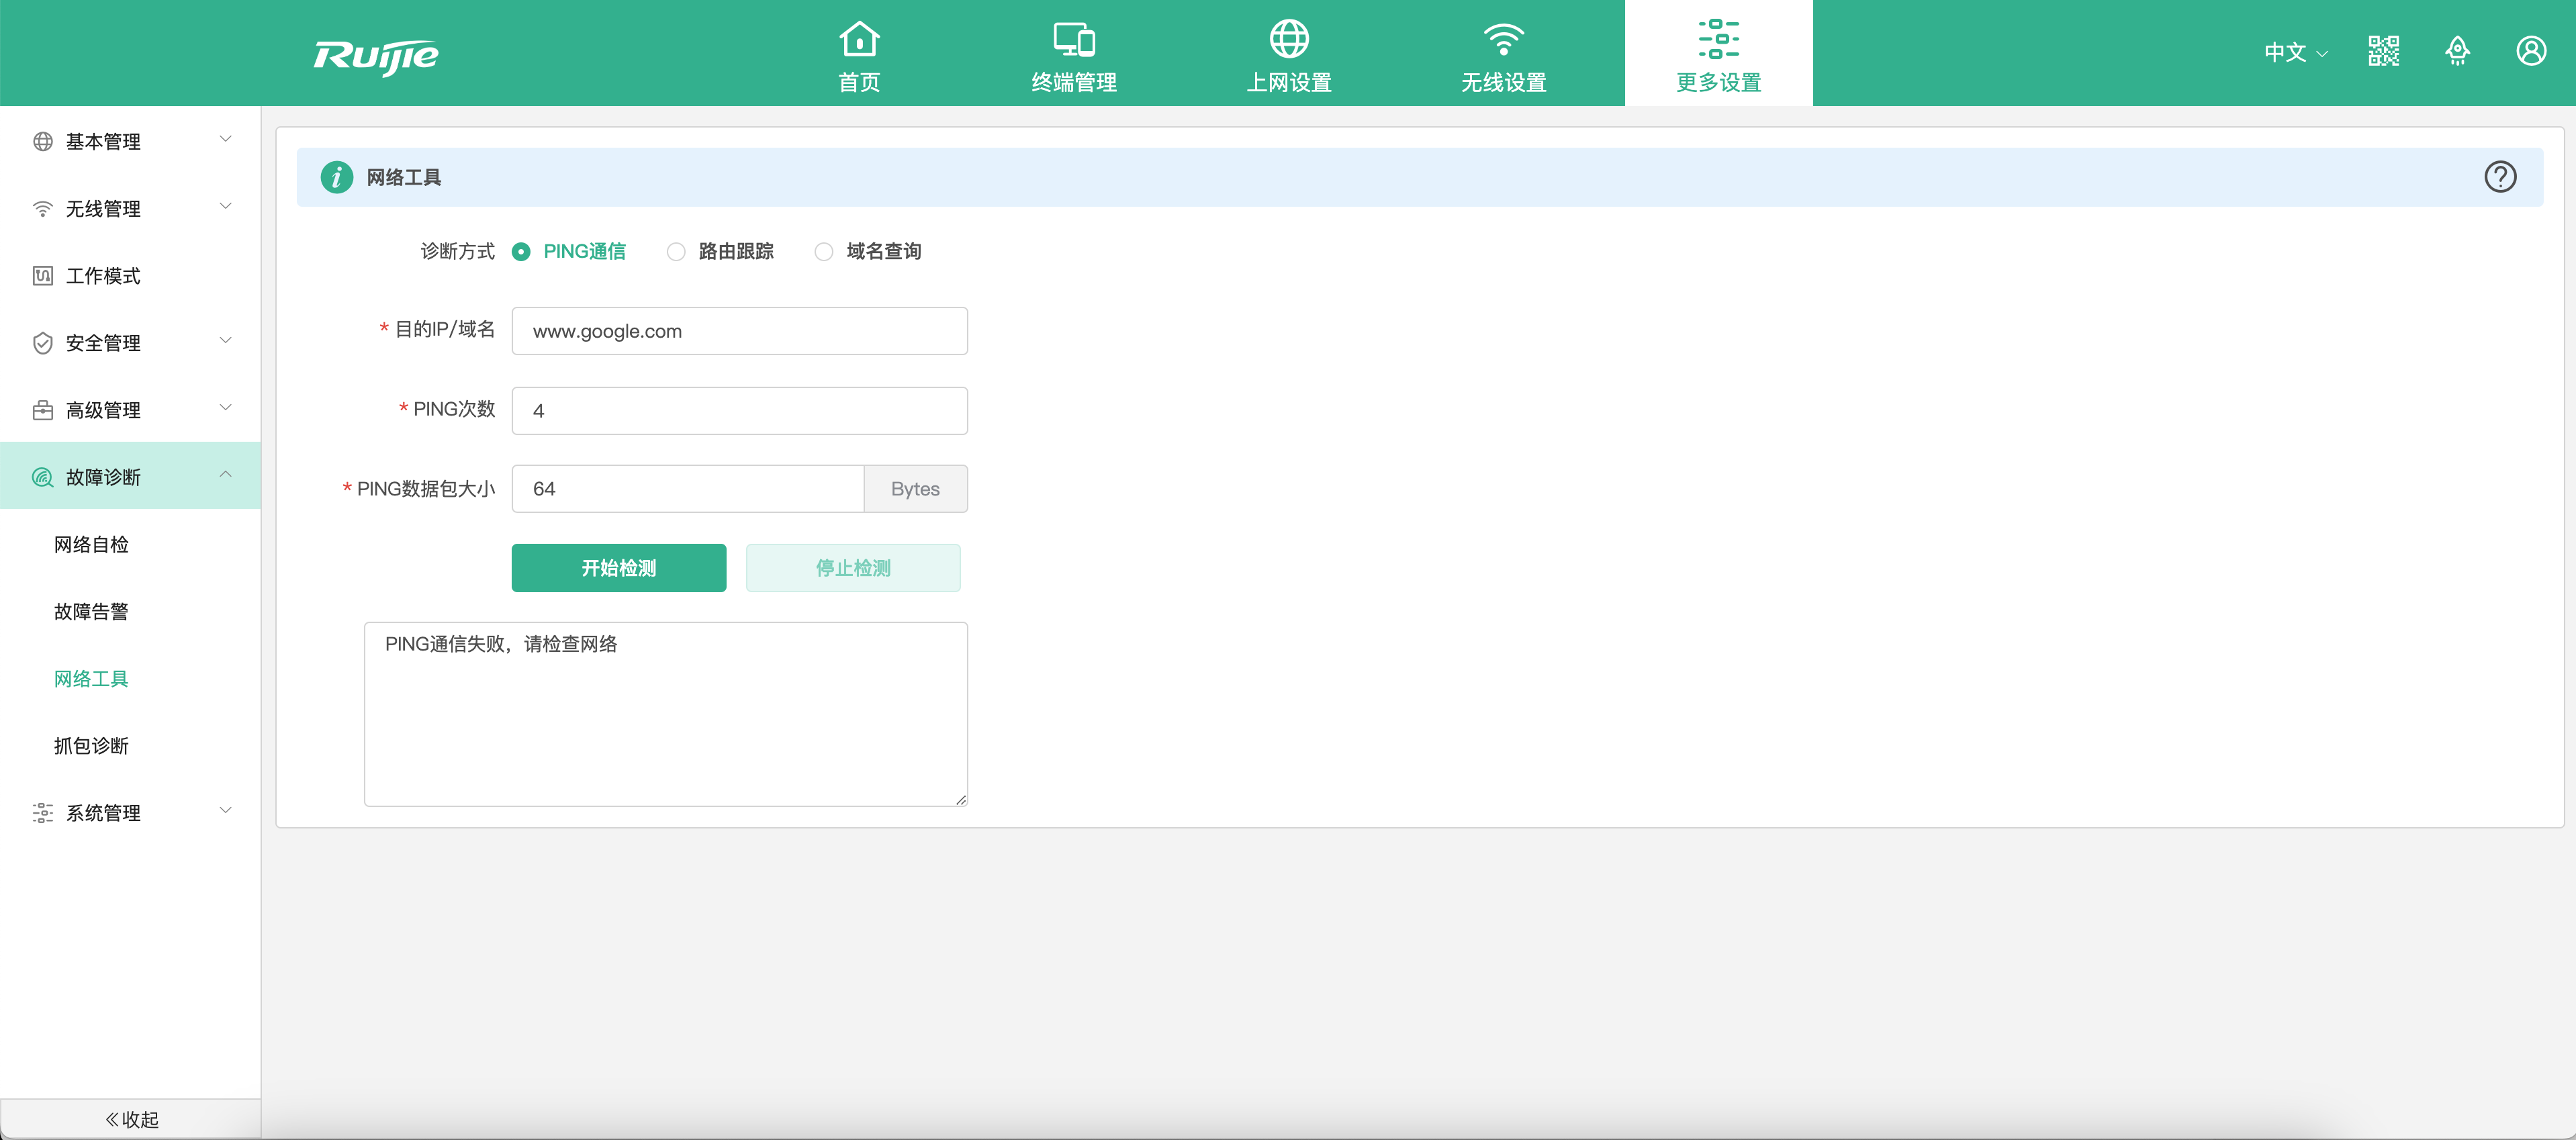 Ruijie
首页
终端管理
上网设置
无线设置
更多设置
中文
基本管理
无线管理
工作模式
安全管理
高级管理
故障诊断
网络自检
故障告警
网络工具
抓包诊断
系统管理
收起
网络工具
诊断方式 PING通信 路由跟踪 域名查询
* 目的IP/域名 www.google.com
* PING次数 4
* PING数据包大小 64 Bytes
开始检测 停止检测
PING通信失败，请检查网络